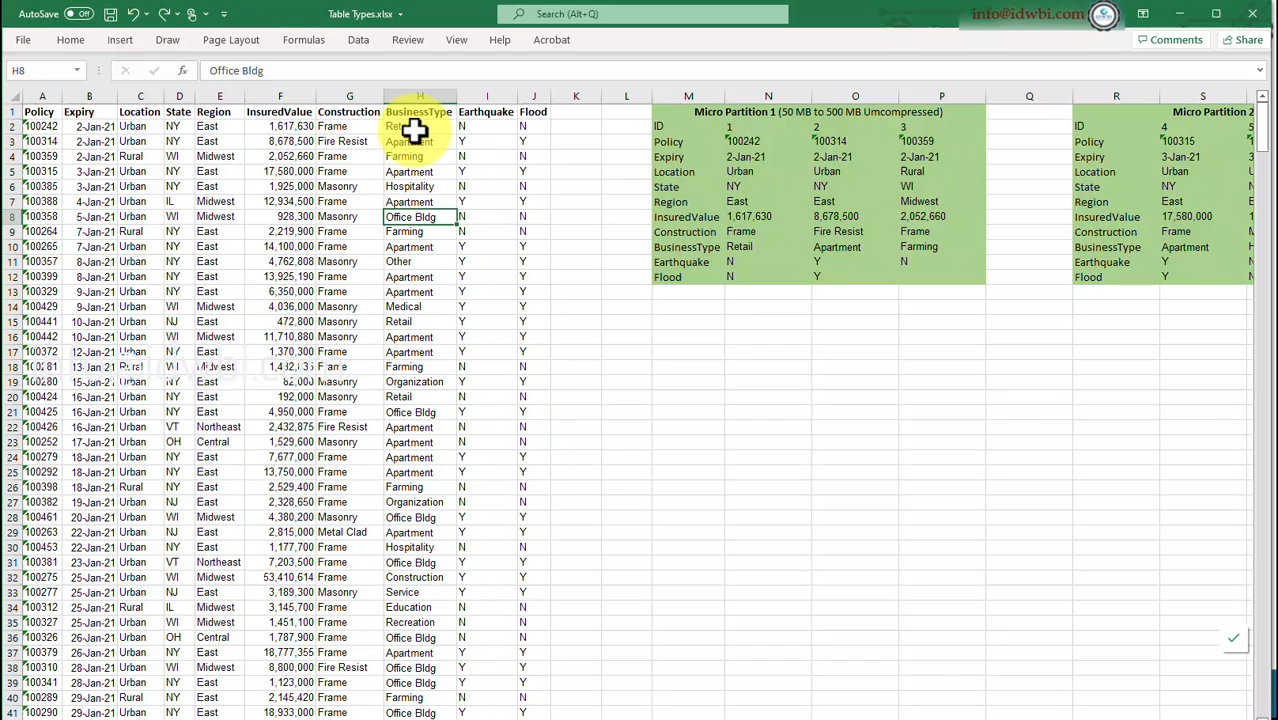 AutoSave Off Table Types.xlsx Search (Alt+Q) info@idwbi.com
File Home Insert Draw Page Layout Formulas Data Review View Help Acrobat Comments Share
H8 fx Office Bldg
A B C D E F G H I J K L M N O P Q R S
1 Policy Expiry Location State Region InsuredValue Construction BusinessType Earthquake Flood Micro Partition 1 (50 MB to 500 MB Uncompressed) Micro Partition 2
2 100242 2-Jan-21 Urban NY East 1,617,630 Frame N N ID 1 2 3 ID 4 5
3 100314 2-Jan-21 Urban NY East 8,678,500 Fire Resist Apartment Y Y Policy 100242 100314 100359 Policy 100315
4 100359 2-Jan-21 Rural WI Midwest 2,052,660 Frame Farming N N Expiry 2-Jan-21 2-Jan-21 2-Jan-21 Expiry 3-Jan-21
5 100315 3-Jan-21 Urban NY East 17,580,000 Frame Apartment Y Y Location Urban Urban Rural Location Urban
6 100385 3-Jan-21 Urban NY East 1,925,000 Masonry Hospitality N N State NY NY WI State NY
7 100388 4-Jan-21 Urban IL Midwest 12,934,500 Frame Apartment Y Y Region East East Midwest Region East
8 100358 5-Jan-21 Urban WI Midwest 928,300 Masonry Office Bldg N N InsuredValue 1,617,630 8,678,500 2,052,660 InsuredValue 17,580,000
9 100264 7-Jan-21 Rural NY East 2,219,900 Frame Farming N N Construction Frame Fire Resist Frame Construction Frame
10 100265 7-Jan-21 Urban NY East 14,100,000 Frame Apartment Y Y BusinessType Retail Apartment Farming BusinessType Apartment
11 100357 8-Jan-21 Urban NY East 4,762,808 Masonry Other Y Y Earthquake N Y N Earthquake Y
12 100399 8-Jan-21 Urban NY East 13,925,190 Frame Apartment Y Y Flood N Y Flood Y
13 100329 9-Jan-21 Urban NY East 6,350,000 Frame Apartment Y Y
14 100429 9-Jan-21 Urban WI Midwest 4,036,000 Masonry Medical Y Y
15 100441 10-Jan-21 Urban NJ East 472,800 Masonry Retail Y Y
16 100442 10-Jan-21 Urban WI Midwest 11,710,880 Masonry Apartment Y Y
17 100372 12-Jan-21 Urban NY East 1,370,300 Frame Apartment Y Y
18 100281 13-Jan-21 Rural WI Midwest Frame Farming N N
19 100280 15-Jan-21 Urban NY East 82,000 Masonry Organization Y Y
20 100424 16-Jan-21 Urban NY East 192,000 Masonry Retail N N
21 100425 16-Jan-21 Urban NY East 4,950,000 Frame Office Bldg Y Y
22 100426 16-Jan-21 Urban VT Northeast 2,432,875 Fire Resist Apartment N N
23 100252 17-Jan-21 Urban OH Central 1,529,600 Masonry Apartment Y Y
24 100282 18-Jan-21 Urban NY East 7,677,000 Frame Apartment Y Y
25 100292 18-Jan-21 Urban NY East 13,750,000 Frame Apartment Y Y
26 100398 18-Jan-21 Rural NY East 2,529,400 Frame Farming N N
27 100382 19-Jan-21 Urban NJ East 2,328,650 Frame Organization N N
28 100461 20-Jan-21 Urban WI Midwest 4,380,200 Masonry Office Bldg Y Y
29 100263 22-Jan-21 Urban NJ East 2,815,000 Metal Clad Apartment Y Y
30 100453 22-Jan-21 Urban NY East 1,177,700 Frame Hospitality N N
31 100381 23-Jan-21 Urban VT Northeast 7,203,500 Frame Office Bldg Y Y
32 100275 25-Jan-21 Urban WI Midwest 53,410,614 Frame Construction Y Y
33 100277 25-Jan-21 Urban NJ East 3,189,300 Masonry Service Y Y
34 100312 25-Jan-21 Rural IL Midwest 3,145,700 Frame Education N N
35 100327 25-Jan-21 Urban NY Midwest 1,451,100 Frame Recreation N N
36 100326 26-Jan-21 Urban OH Central 1,787,900 Frame Office Bldg N N
37 100379 26-Jan-21 Urban NY East 18,777,355 Frame Apartment Y Y
38 100310 28-Jan-21 Urban WI Midwest 8,800,000 Fire Resist Office Bldg Y Y
39 100341 28-Jan-21 Urban NY East 1,123,000 Frame Office Bldg Y Y
40 100289 29-Jan-21 Rural NY East 2,145,420 Frame Farming N N
41 100290 29-Jan-21 Urban NY East 18,933,000 Frame Office Bldg Y Y